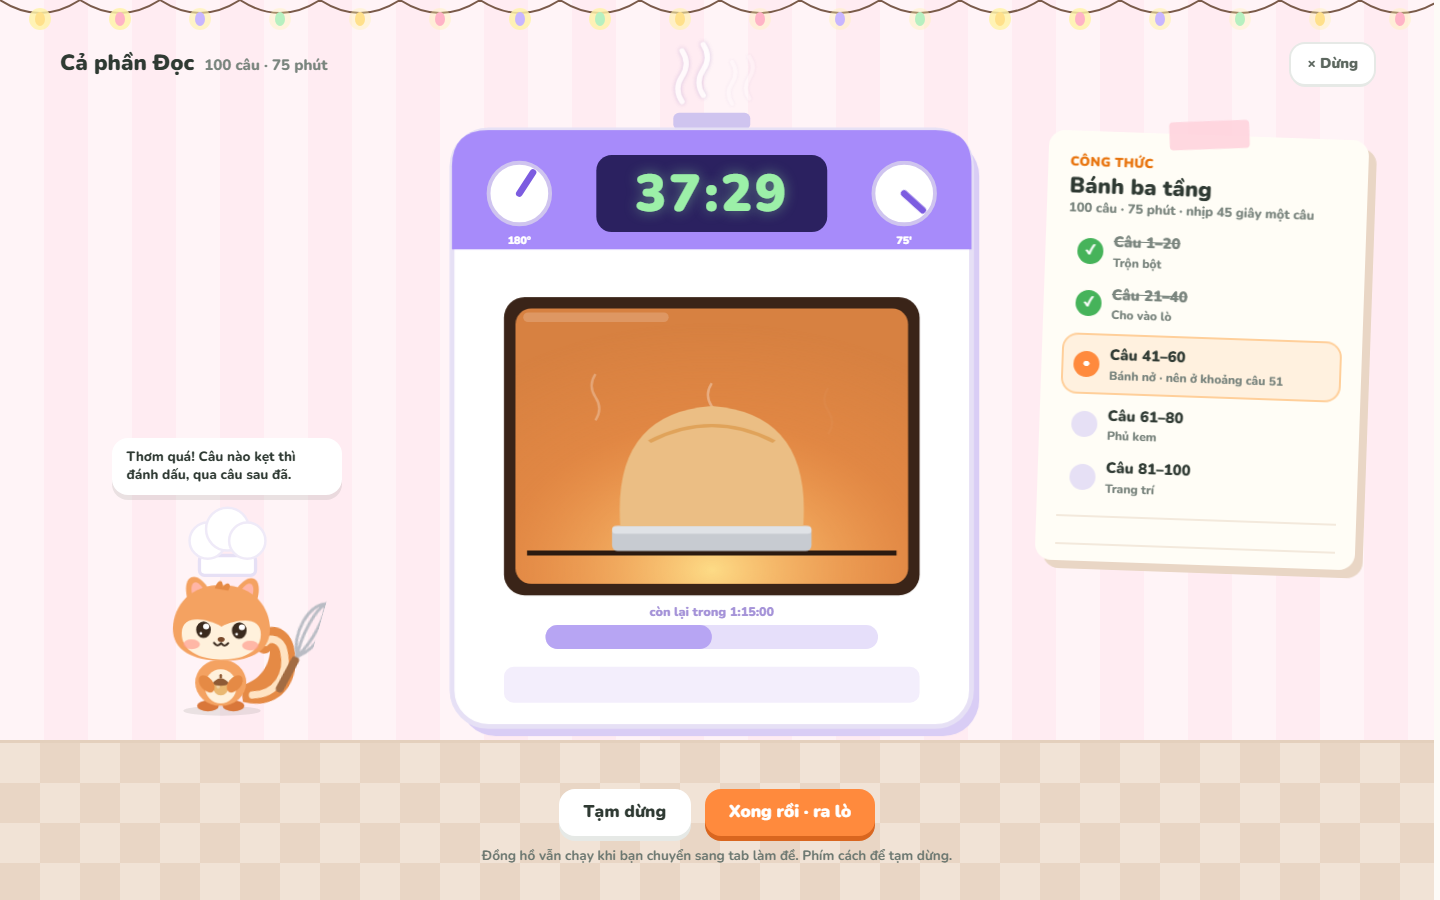 Cả phần Đọc 100 câu · 75 phút
× Dừng
37:29
180°
75'
CÔNG THỨC
Bánh ba tầng
100 câu · 75 phút · nhịp 45 giây một câu
Câu 1–20
Trộn bột
Câu 21–40
Cho vào lò
Câu 41–60
Bánh nở · nên ở khoảng câu 51
Câu 61–80
Phủ kem
Câu 81–100
Trang trí
Thơm quá! Câu nào kẹt thì
đánh dấu, qua câu sau đã.
còn lại trong 1:15:00
Tạm dừng
Xong rồi · ra lò
Đồng hồ vẫn chạy khi bạn chuyển sang tab làm đề. Phím cách để tạm dừng.